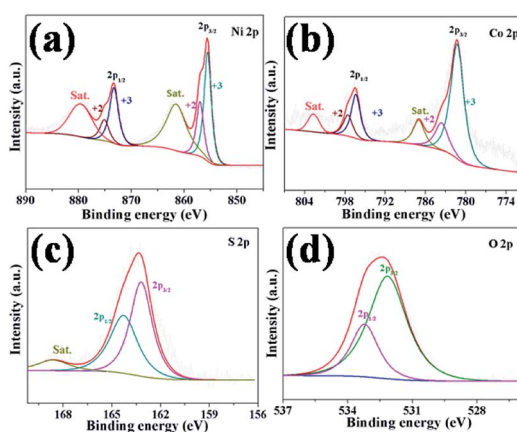 (a)
Ni 2p
2p3/2
2p1/2
Sat.
+2
+3
Sat.
+2
+3
Intensity (a.u.)
890 880 870 860 850
Binding energy (eV)
(b)
Co 2p
2p3/2
2p1/2
Sat.
+2
+3
Sat.
+2
+3
Intensity (a.u.)
804 798 792 786 780 774
Binding energy (eV)
(c)
S 2p
2p3/2
2p1/2
Sat.
Intensity (a.u.)
168 165 162 159 156
Binding energy (eV)
(d)
O 2p
2p1/2
Intensity (a.u.)
537 534 531 528
Binding energy (eV)